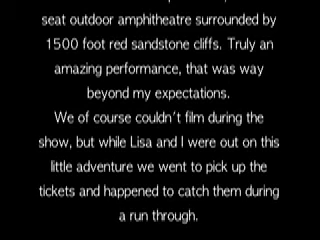 seat outdoor amphitheatre surrounded by
1500 foot red sandstone cliffs. Truly an
amazing performance, that was way
beyond my expectations.
We of course couldn't film during the
show, but while Lisa and I were out on this
little adventure we went to pick up the
tickets and happened to catch them during
a run through.